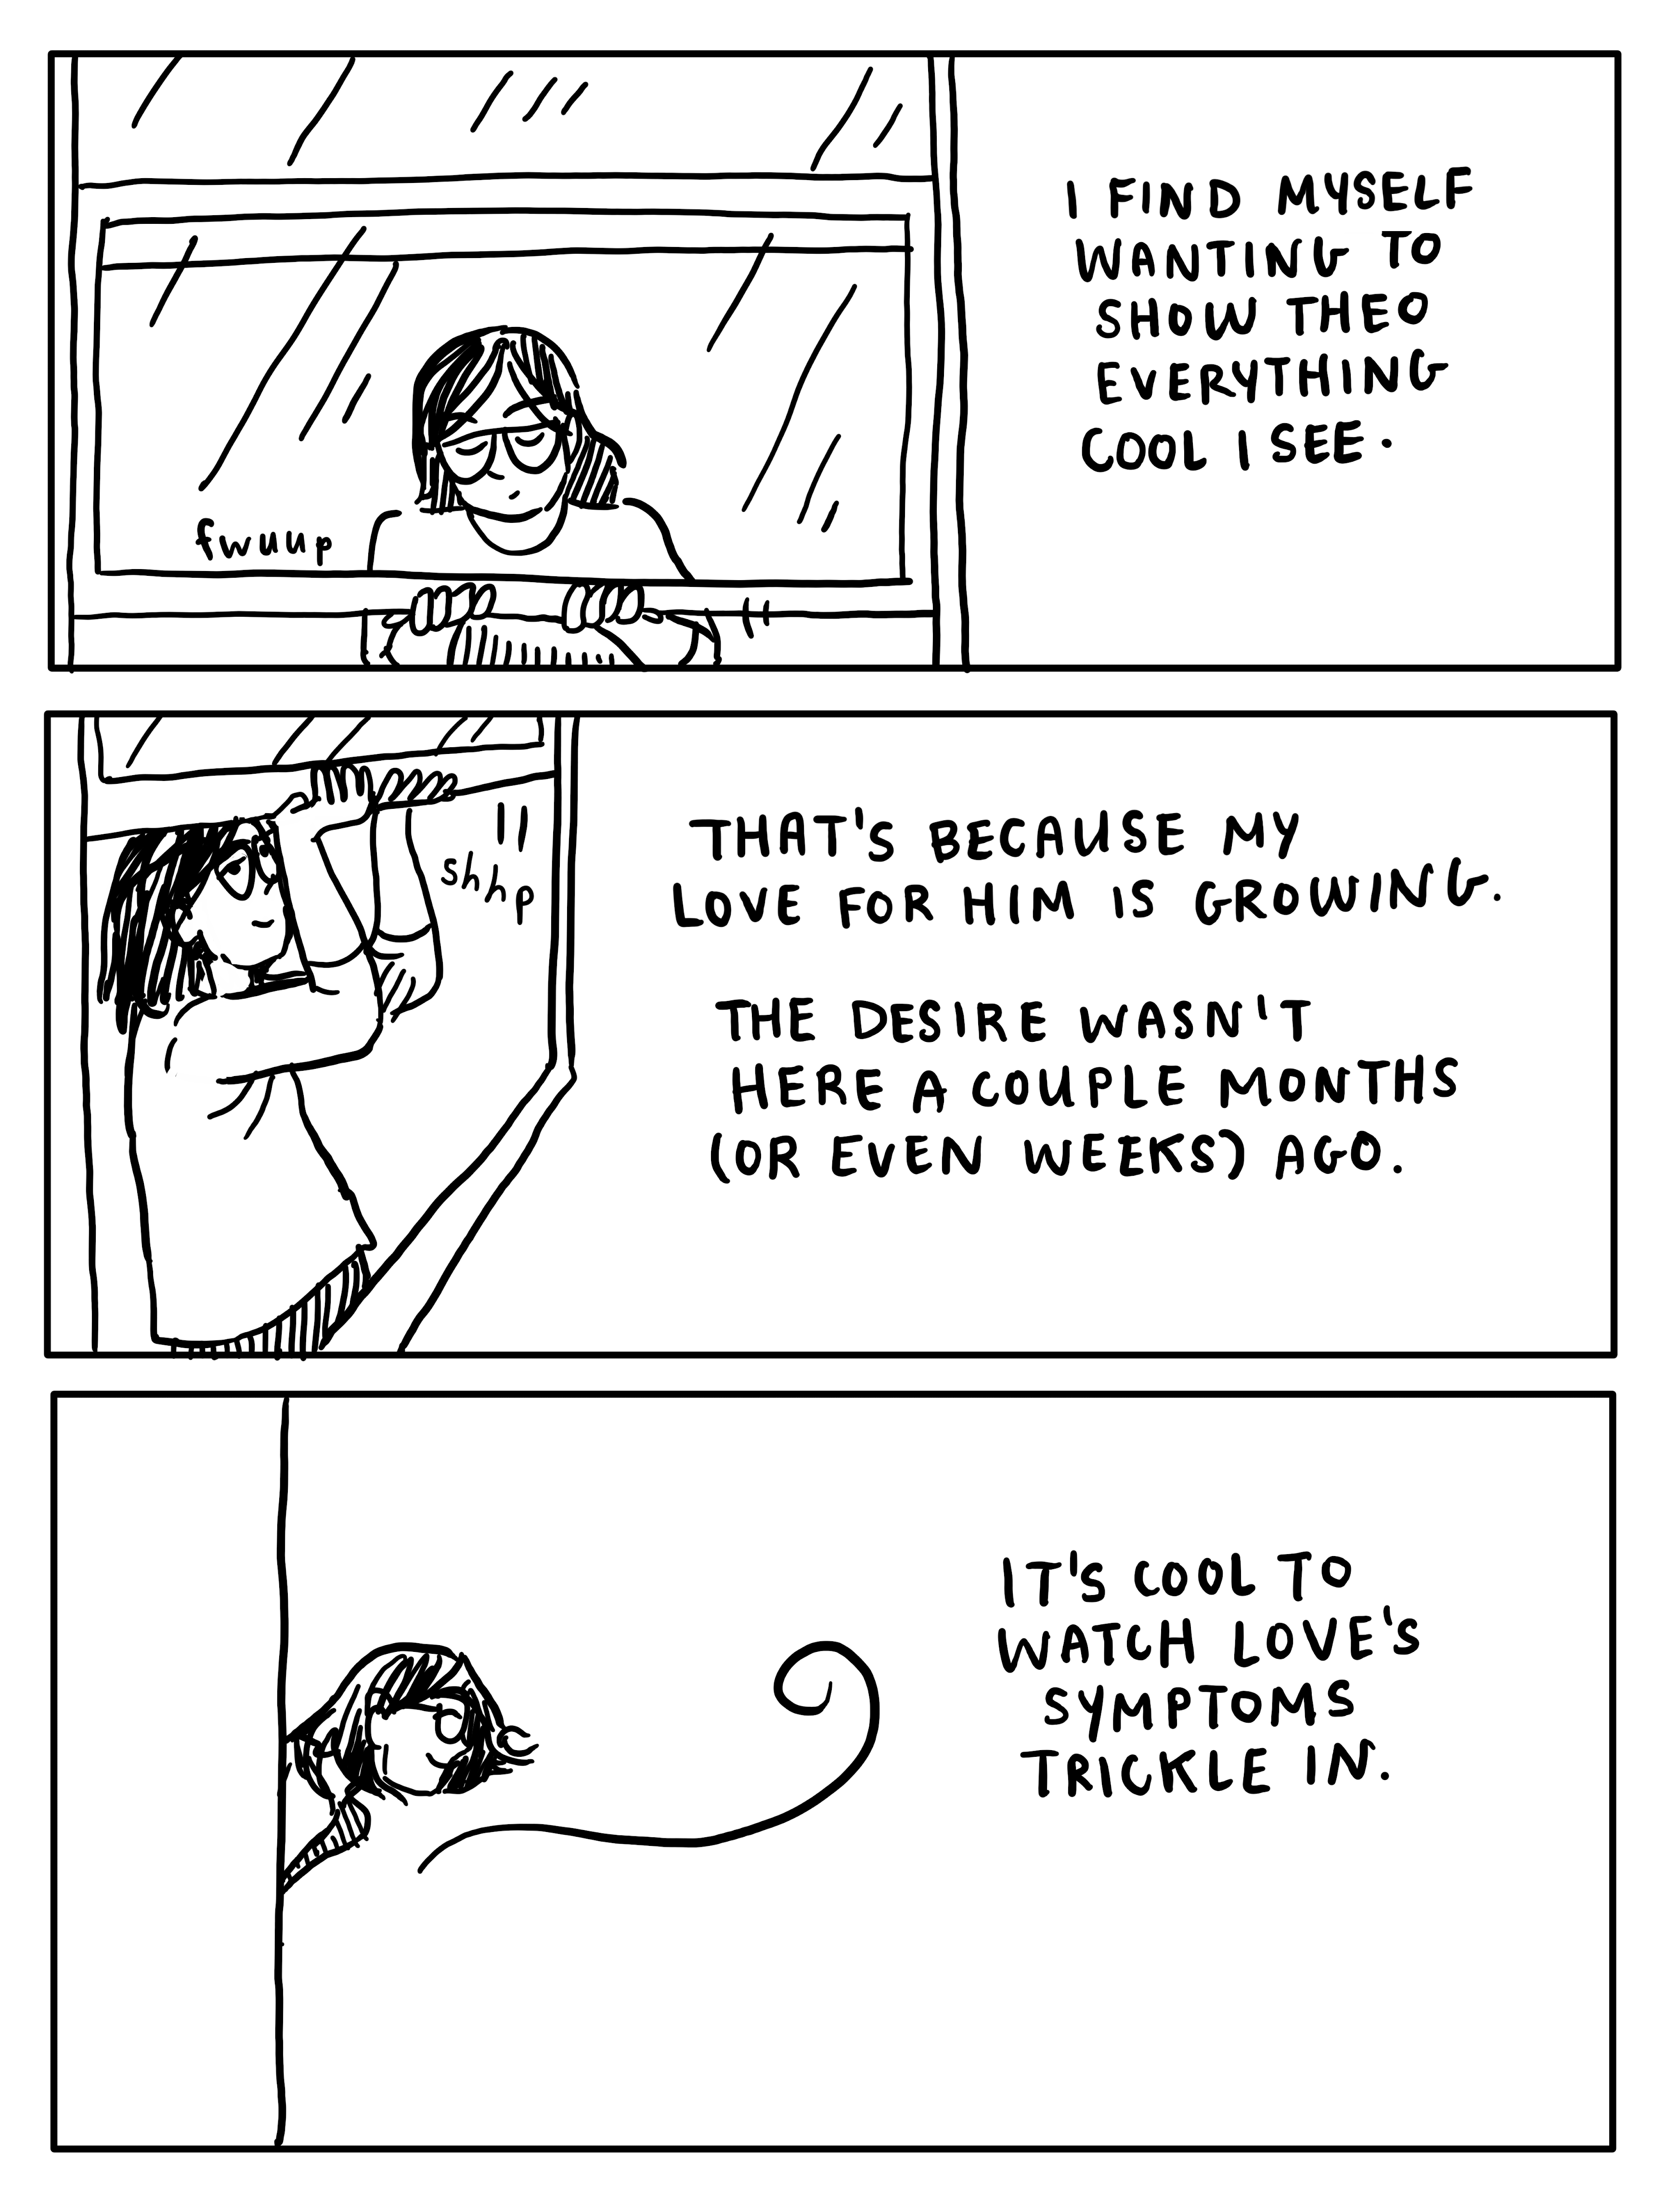 I FIND MYSELF
WANTING TO
SHOW THEO
EVERYTHING
COOL I SEE.
fwuup
THAT'S BECAUSE MY
LOVE FOR HIM IS GROWING.
shhp
THE DESIRE WASN'T
HERE A COUPLE MONTHS
(OR EVEN WEEKS) AGO.
IT'S COOL TO
WATCH LOVE'S
SYMPTOMS
TRICKLE IN.